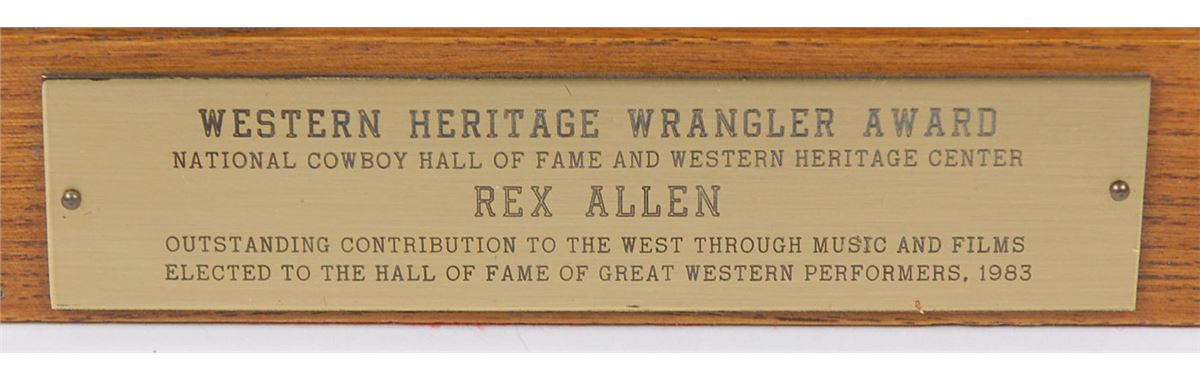 WESTERN HERITAGE WRANGLER AWARD
NATIONAL COWBOY HALL OF FAME AND WESTERN HERITAGE CENTER
REX ALLEN
OUTSTANDING CONTRIBUTION TO THE WEST THROUGH MUSIC AND FILMS
ELECTED TO THE HALL OF FAME OF GREAT WESTERN PERFORMERS, 1983